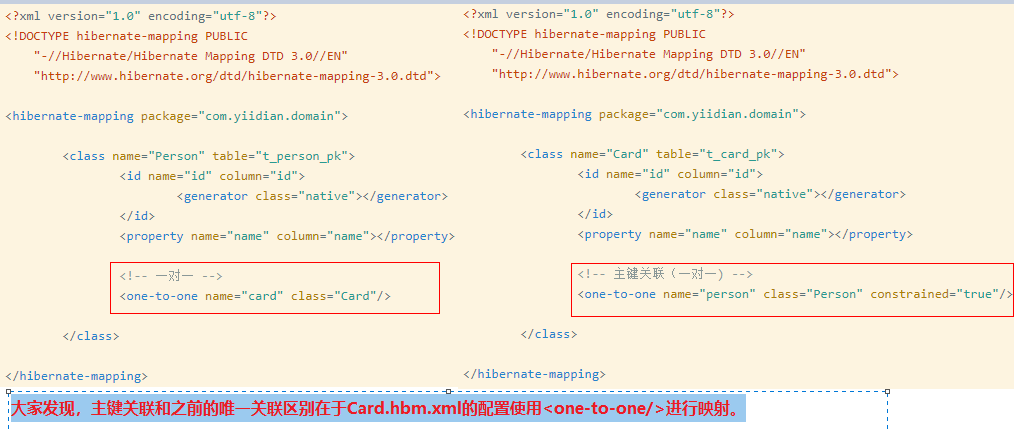 <?xml version="1.0" encoding="utf-8"?>
<!DOCTYPE hibernate-mapping PUBLIC
"-//Hibernate/Hibernate Mapping DTD 3.0//EN"
"http://www.hibernate.org/dtd/hibernate-mapping-3.0.dtd">
<hibernate-mapping package="com.yiidian.domain">
<class name="Person" table="t_person_pk">
<id name="id" column="id">
<generator class="native"></generator>
</id>
<property name="name" column="name"></property>
<!-- 一对一 -->
<one-to-one name="card" class="Card"/>
</class>
</hibernate-mapping>
<?xml version="1.0" encoding="utf-8"?>
<!DOCTYPE hibernate-mapping PUBLIC
"-//Hibernate/Hibernate Mapping DTD 3.0//EN"
"http://www.hibernate.org/dtd/hibernate-mapping-3.0.dtd">
<hibernate-mapping package="com.yiidian.domain">
<class name="Card" table="t_card_pk">
<id name="id" column="id">
<generator class="native"></generator>
</id>
<property name="name" column="name"></property>
<!-- 主键关联（一对一) -->
<one-to-one name="person" class="Person" constrained="true"/>
</class>
</hibernate-mapping>
大家发现，主键关联和之前的唯一关联区别在于Card.hbm.xml的配置使用<one-to-one/>进行映射。